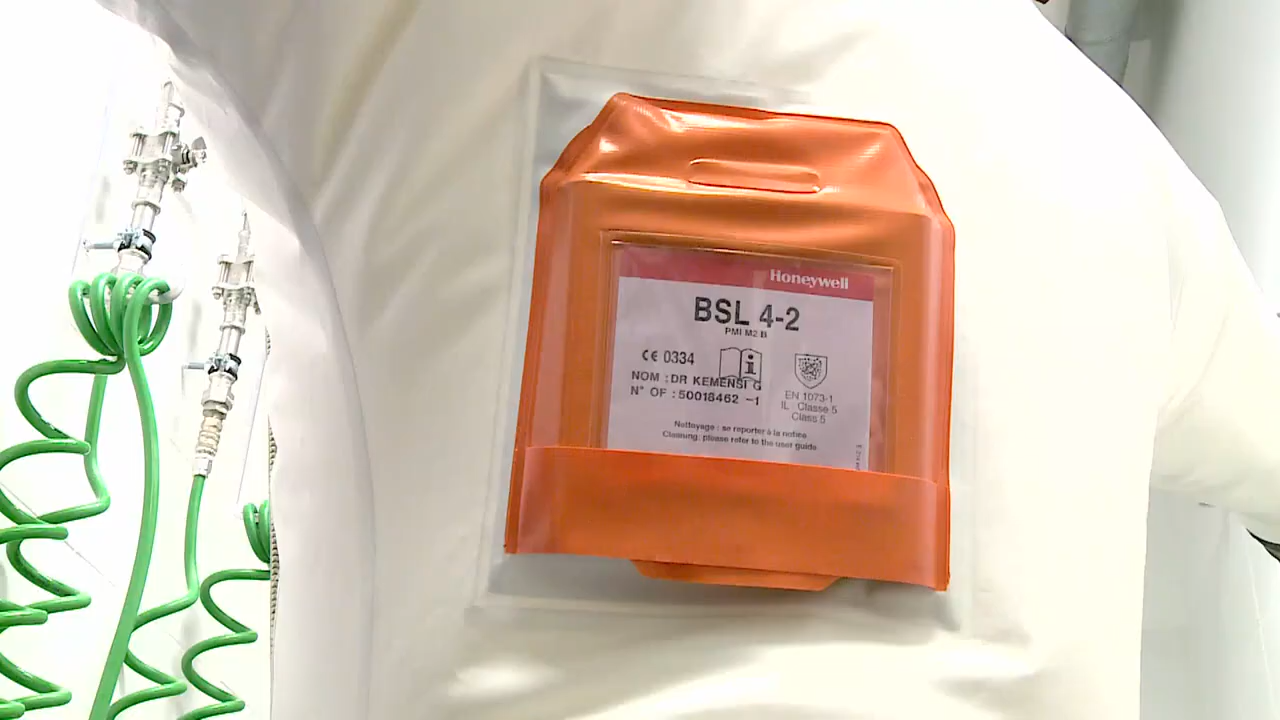 Honeywell
BSL 4-2
PMI M2 B
CE 0334
NOM : DR KEMENSI G
N° OF : 50018462 -1
EN 1073-1
IL : Classe 5
Class 5
Nettoyage : se reporter à la notice
Cleaning: please refer to the user guide